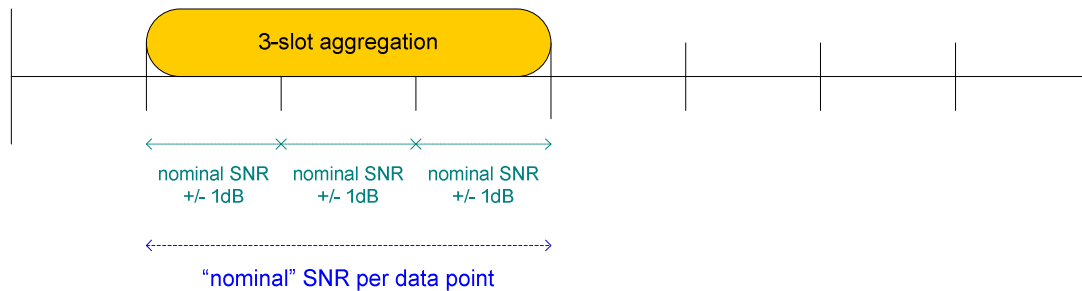 3-slot aggregation
nominal SNR nominal SNR nominal SNR
+/- 1dB +/- 1dB +/- 1dB
“nominal” SNR per data point